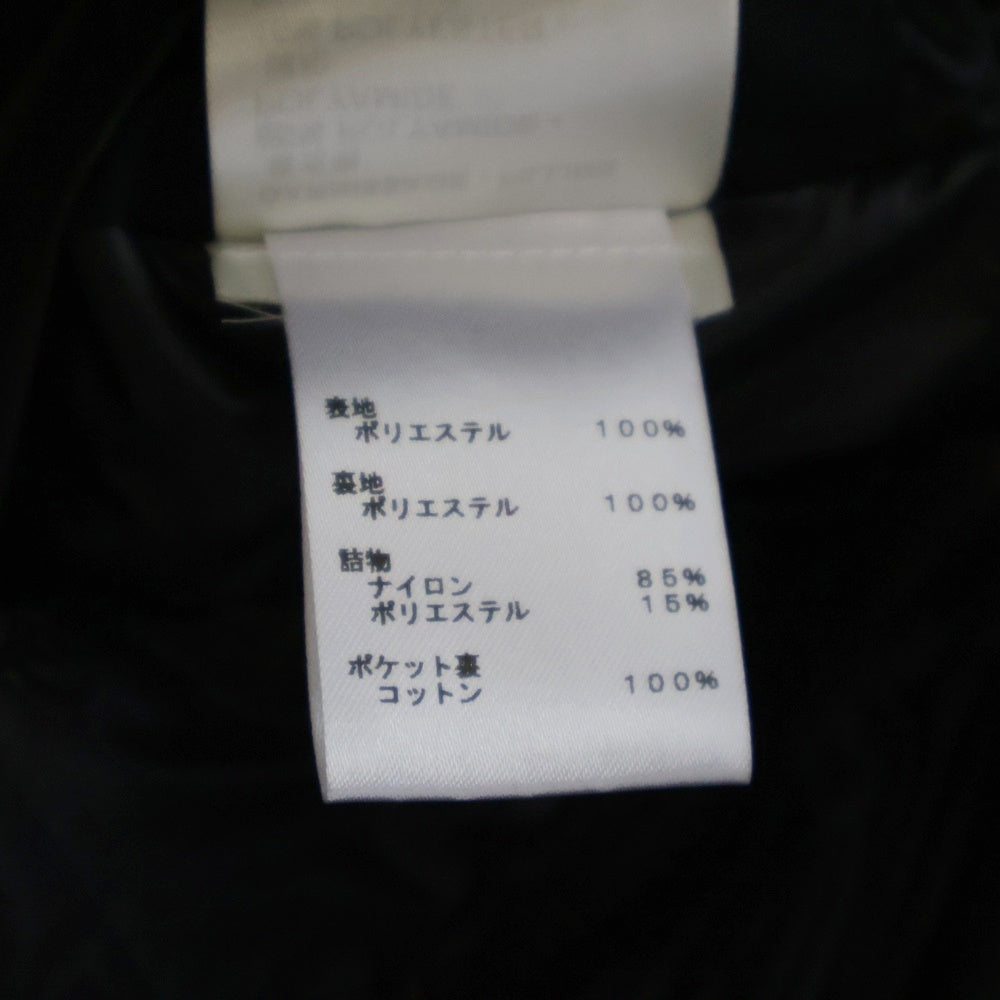 表地
ポリエステル 100%
裏地
ポリエステル 100%
詰物
ナイロン 85%
ポリエステル 15%
ポケット裏
コットン 100%